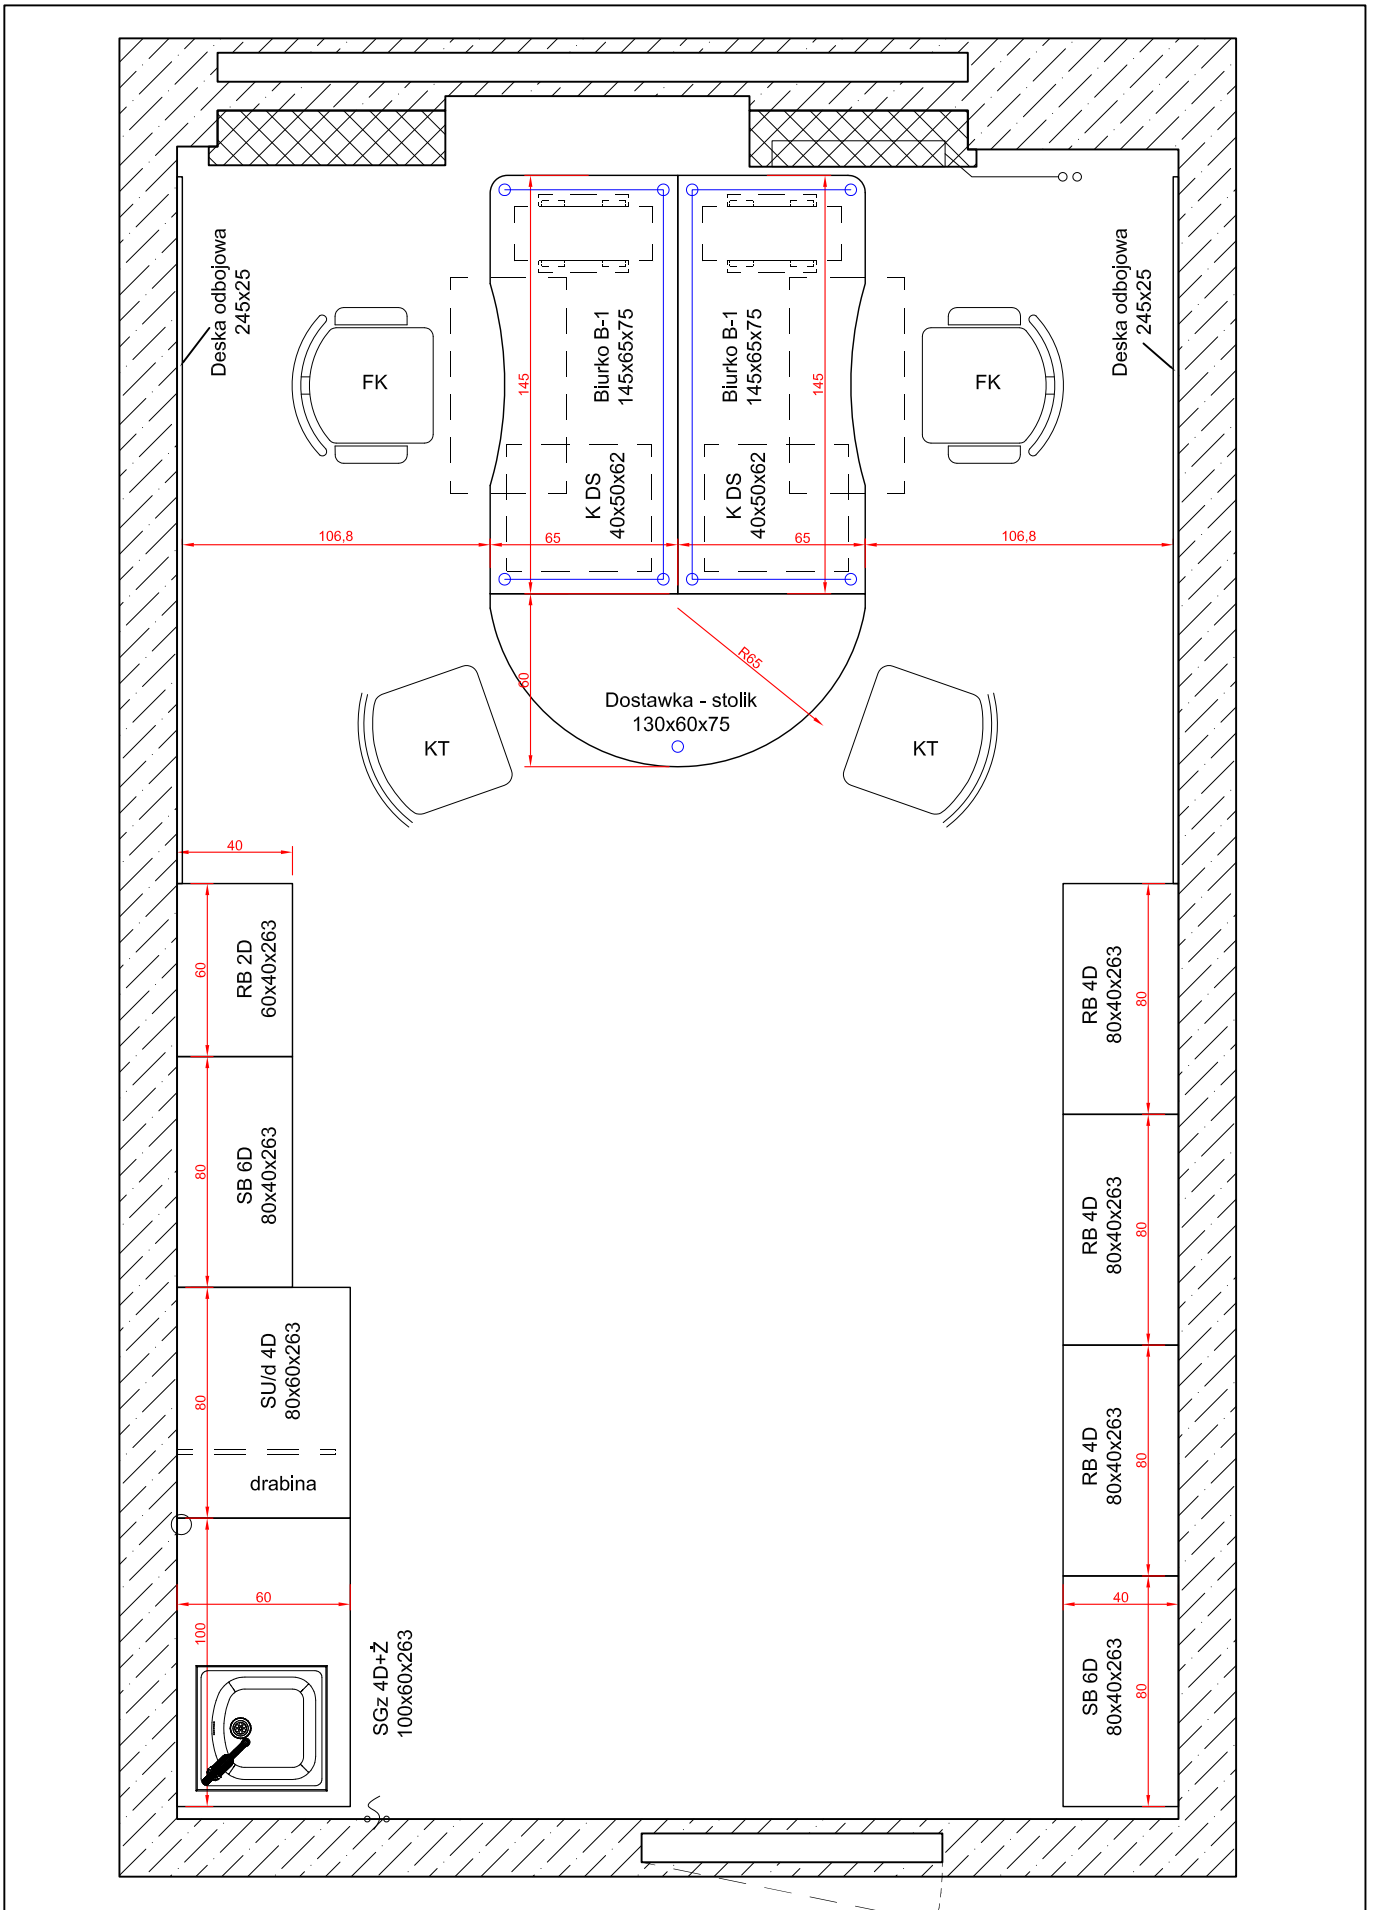 Deska odbojowa
245x25
FK
Biurko B-1
145x65x75
145
K DS
40x50x62
Biurko B-1
145x65x75
145
K DS
40x50x62
FK
Deska odbojowa
245x25
106,8
65
65
106,8
R65
60
Dostawka - stolik
130x60x75
KT
KT
40
60
RB 2D
60x40x263
80
SB 6D
80x40x263
80
SU/d 4D
80x60x263
drabina
60
100
SGz 4D+Ż
100x60x263
RB 4D
80x40x263
80
RB 4D
80x40x263
80
RB 4D
80x40x263
80
40
SB 6D
80x40x263
80